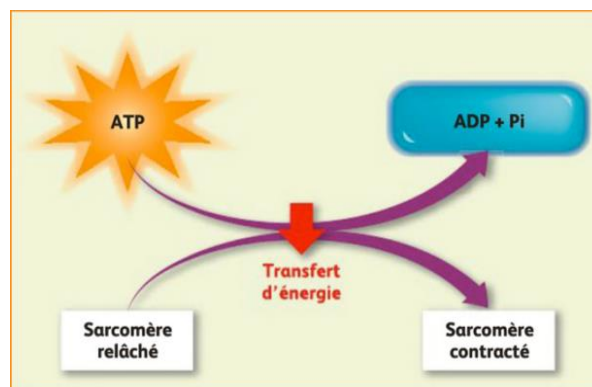 ATP
ADP + Pi
Transfert
d'énergie
Sarcomère
relâché
Sarcomère
contracté